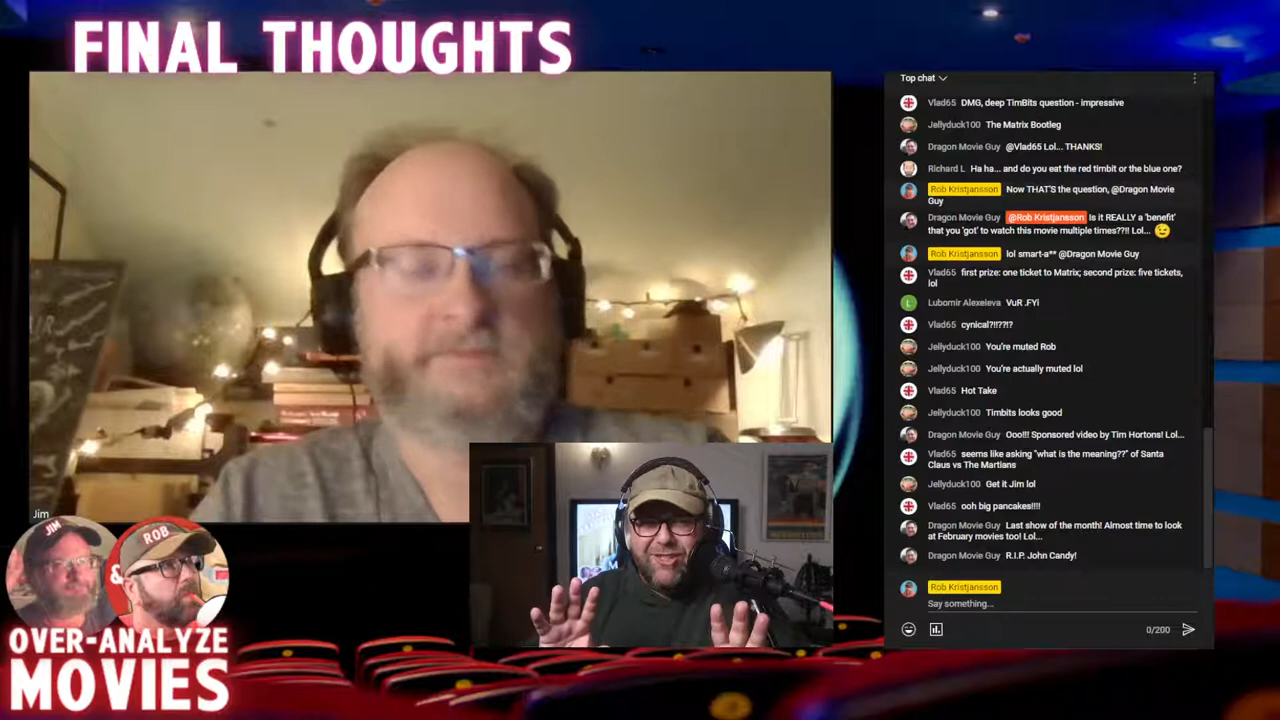 FINAL THOUGHTS
Jim
JIM
ROB
&
OVER-ANALYZE
MOVIES
Top chat
Vlad65 DMG, deep TimBits question - impressive
Jellyduck100 The Matrix Bootleg
Dragon Movie Guy @Vlad65 Lol... THANKS!
Richard L Ha ha... and do you eat the red timbit or the blue one?
Rob Kristjansson Now THAT'S the question, @Dragon Movie
Guy
Dragon Movie Guy @Rob Kristjansson Is it REALLY a 'benefit'
that you 'got' to watch this movie multiple times??!! Lol...
Rob Kristjansson lol smart-a** @Dragon Movie Guy
Vlad65 first prize: one ticket to Matrix; second prize: five tickets,
lol
Lubomir Alexeleva VuR .FYi
Vlad65 cynical?!!??!?
Jellyduck100 You're muted Rob
Jellyduck100 You're actually muted lol
Vlad65 Hot Take
Jellyduck100 Timbits looks good
Dragon Movie Guy Ooo!!! Sponsored video by Tim Hortons! Lol...
Vlad65 seems like asking "what is the meaning??" of Santa
Claus vs The Martians
Jellyduck100 Get it Jim lol
Vlad65 ooh big pancakes!!!!
Dragon Movie Guy Last show of the month! Almost time to look
at February movies too! Lol...
Dragon Movie Guy R.I.P. John Candy!
Rob Kristjansson
Say something...
0/200